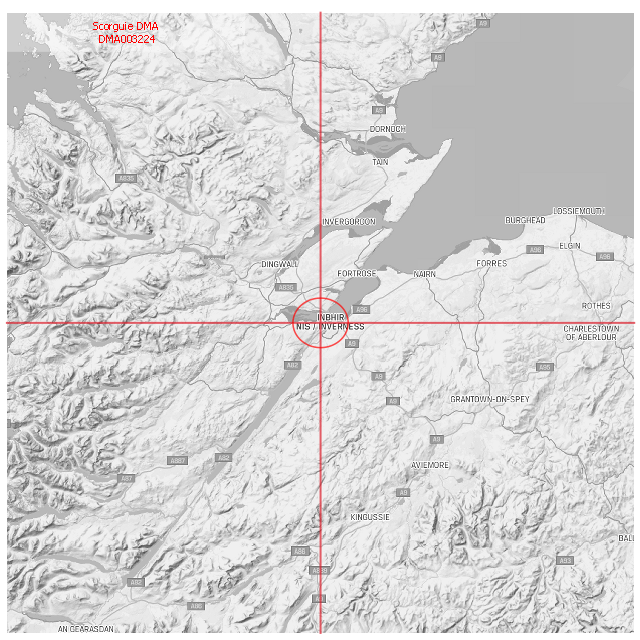 A9
Scorguie DMA
DMA003224
A9
A9
DORNOCH
TAIN
A835
LOSSIEMOUTH
INVERGORDON
BURGHEAD
ELGIN
A96
A96
DINGWALL
FORRES
FORTROSE
NAIRN
A835
ROTHES
A96
INBHIR
NIS / INVERNESS
CHARLESTOWN
OF ABERLOUR
A9
A82
A95
A9
GRANTOWN-ON-SPEY
A9
A9
A82
A887
AVIEMORE
A87
A9
KINGUSSIE
BALL
A86
A93
A889
A82
A9
A86
AN GEARASDAN